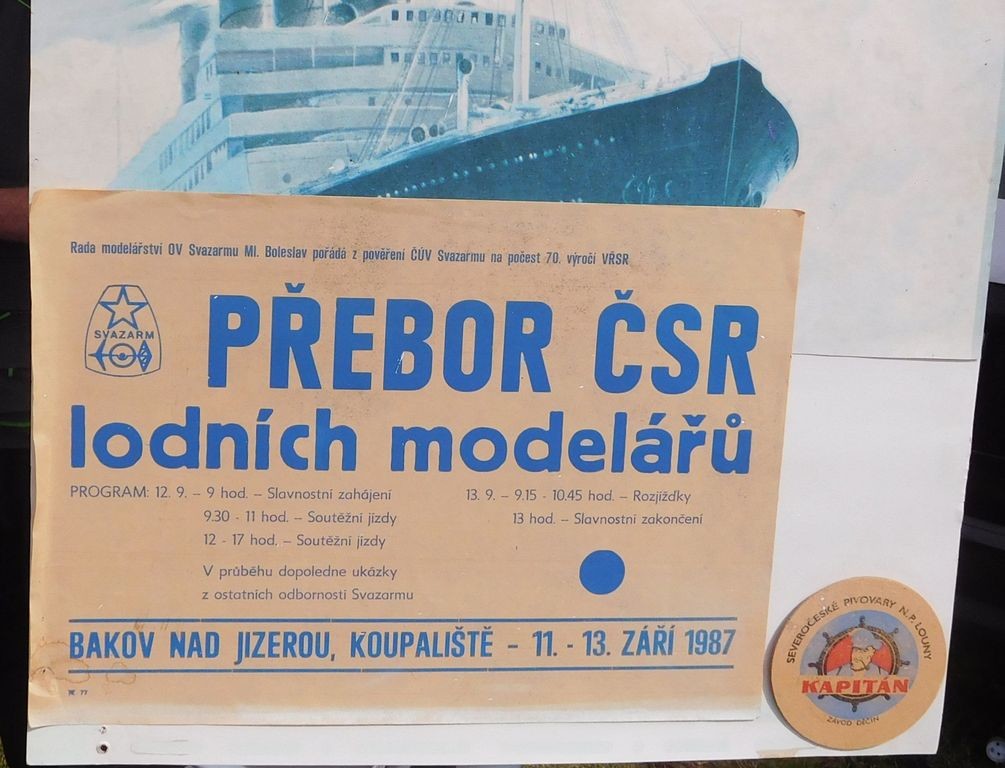 Rada modelářství OV Svazarmu Ml. Boleslav pořádá z pověření ČÚV Svazarmu na počest 70. výročí VŘSR
SVAZARM
PŘEBOR ČSR
lodních modelářů
PROGRAM: 12. 9. – 9 hod. – Slavnostní zahájení
9.30 - 11 hod. – Soutěžní jízdy
12 - 17 hod. – Soutěžní jízdy
V průběhu dopoledne ukázky
z ostatních odborností Svazarmu
13. 9. – 9.15 - 10.45 hod. – Rozjížďky
13 hod. – Slavnostní zakončení
BAKOV NAD JIZEROU, KOUPALIŠTĚ – 11. - 13. ZÁŘÍ 1987
SEVEROČESKÉ PIVOVARY N.P. LOUNY
KAPITÁN
ZÁVOD DĚČÍN